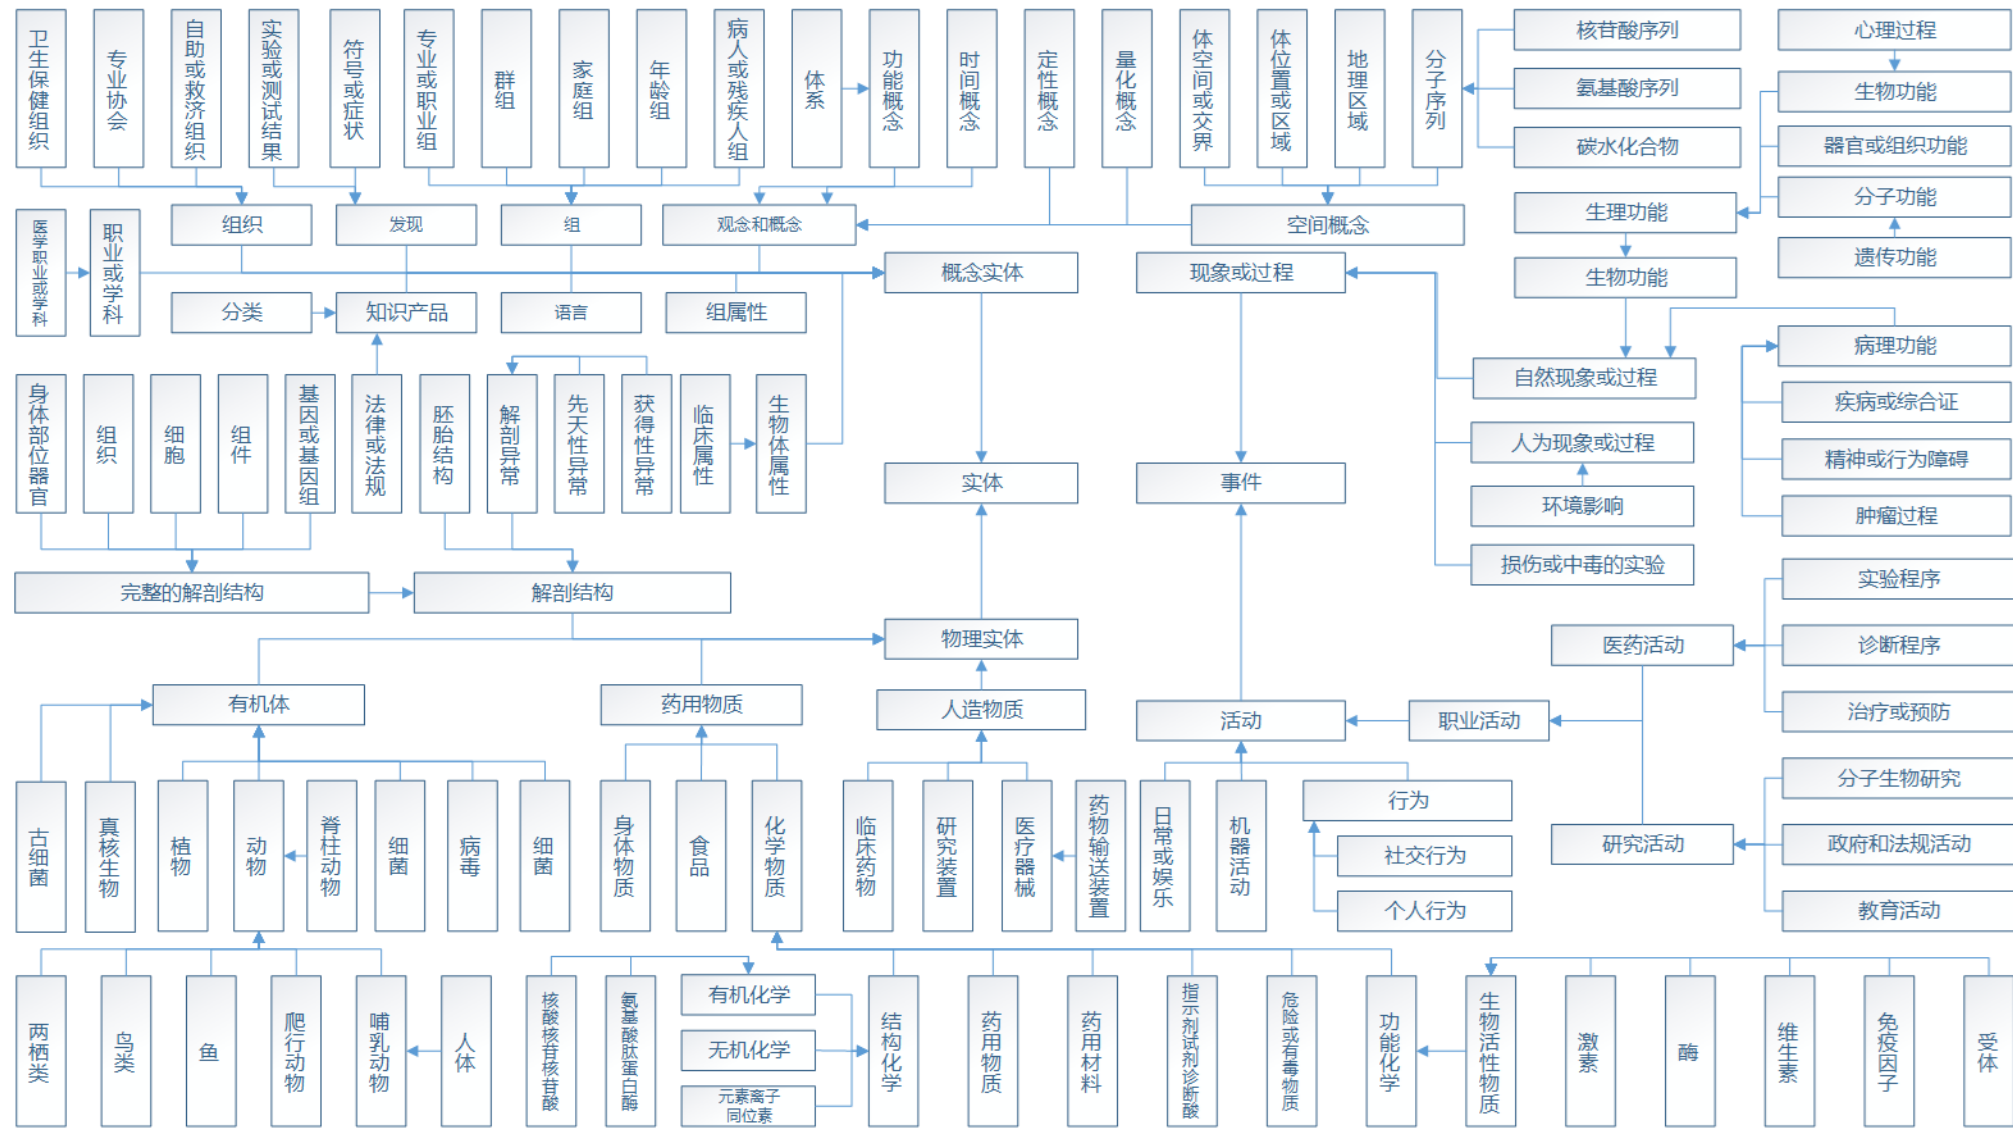 卫生保健组织
专业协会
自助或救济组织
实验或测试结果
符号或症状
专业或职业组
群组
家庭组
年龄组
病人或残疾人组
体系
功能概念
时间概念
定性概念
量化概念
体空间或交界
体位置或区域
地理区域
分子序列
核苷酸序列
氨基酸序列
碳水化合物
心理过程
生物功能
器官或组织功能
分子功能
遗传功能
生理功能
生物功能
医学职业或学科
职业或学科
组织
发现
组
观念和概念
空间概念
概念实体
现象或过程
分类
知识产品
语言
组属性
病理功能
自然现象或过程
疾病或综合证
人为现象或过程
精神或行为障碍
环境影响
肿瘤过程
损伤或中毒的实验
身体部位器官
组织
细胞
组件
基因或基因组
法律或法规
胚胎结构
解剖异常
先天性异常
获得性异常
临床属性
生物体属性
实体
事件
完整的解剖结构
解剖结构
物理实体
实验程序
医药活动
诊断程序
治疗或预防
有机体
药用物质
人造物质
活动
职业活动
分子生物研究
研究活动
政府和法规活动
教育活动
古细菌
真核生物
植物
动物
脊柱动物
细菌
病毒
细菌
身体物质
食品
化学物质
临床药物
研究装置
医疗器械
药物输送装置
日常或娱乐
机器活动
行为
社交行为
个人行为
两栖类
鸟类
鱼
爬行动物
哺乳动物
人体
核酸核苷核苷酸
氨基酸肽蛋白酶
有机化学
无机化学
元素离子
同位素
结构化学
药用物质
药用材料
指示剂试剂诊断酸
危险或有毒物质
功能化学
生物活性物质
激素
酶
维生素
免疫因子
受体